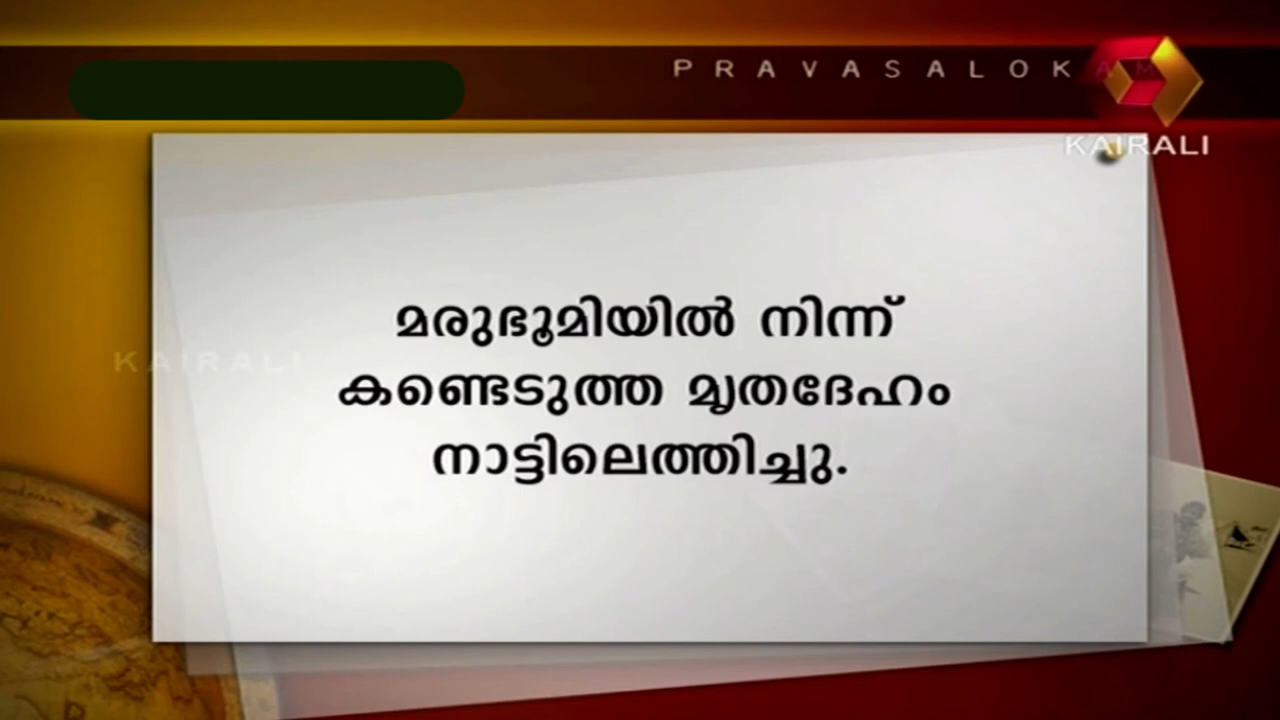 PRAVASALOKAM
KAIRALI
മരുഭൂമിയിൽ നിന്ന്
കണ്ടെടുത്ത മൃതദേഹം
നാട്ടിലെത്തിച്ചു.
KAIRALI